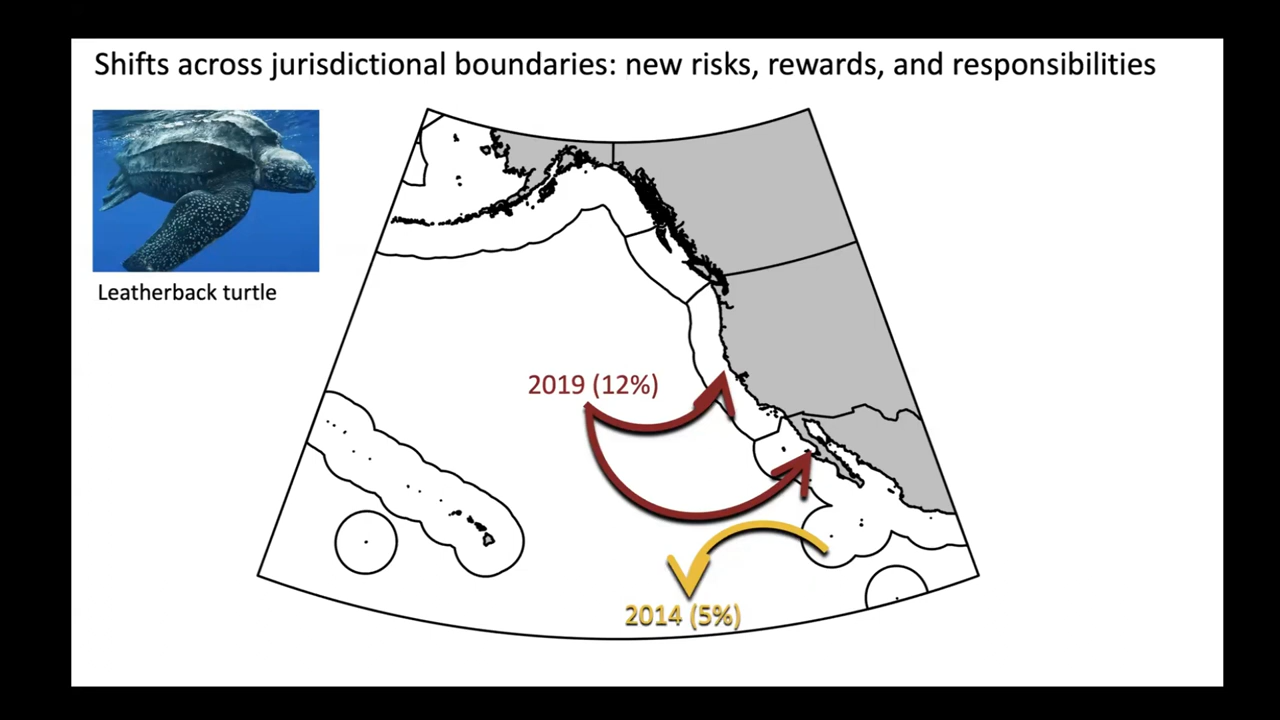 Shifts across jurisdictional boundaries: new risks, rewards, and responsibilities
Leatherback turtle
2019 (12%)
2014 (5%)